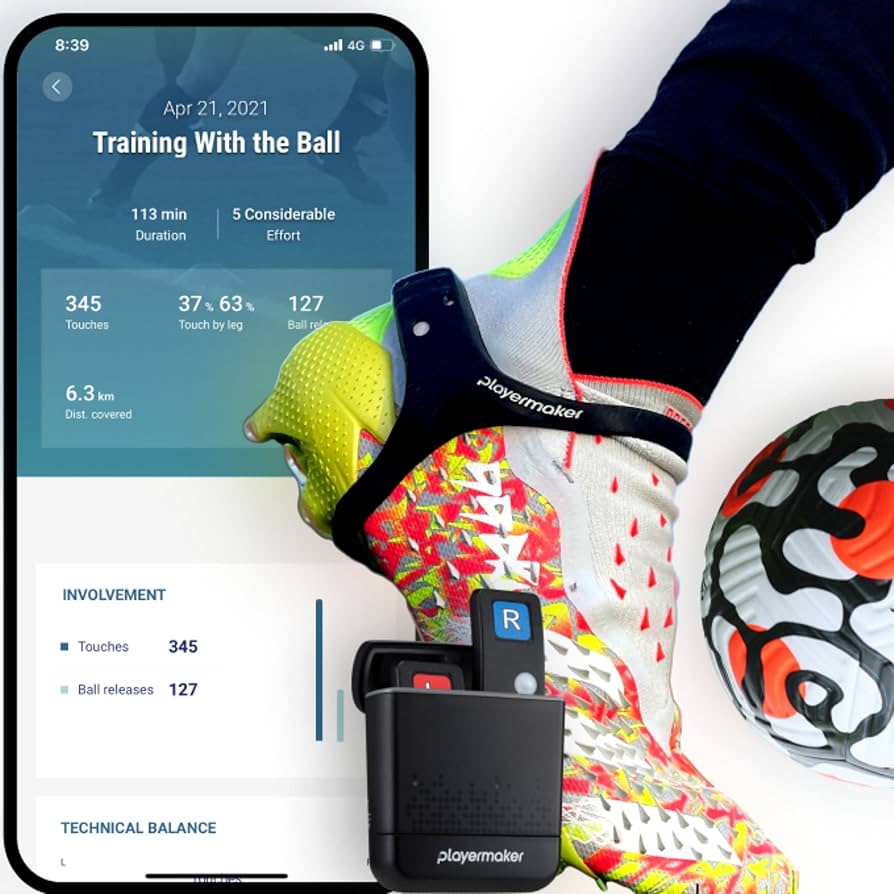 8:39
4G
Apr 21, 2021
Training With the Ball
113 min
Duration
5 Considerable
Effort
345
Touches
37 % 63 %
Touch by leg
127
Ball rel
6.3 km
Dist. covered
playermaker
INVOLVEMENT
Touches 345
Ball releases 127
R
L
playermaker
TECHNICAL BALANCE
L